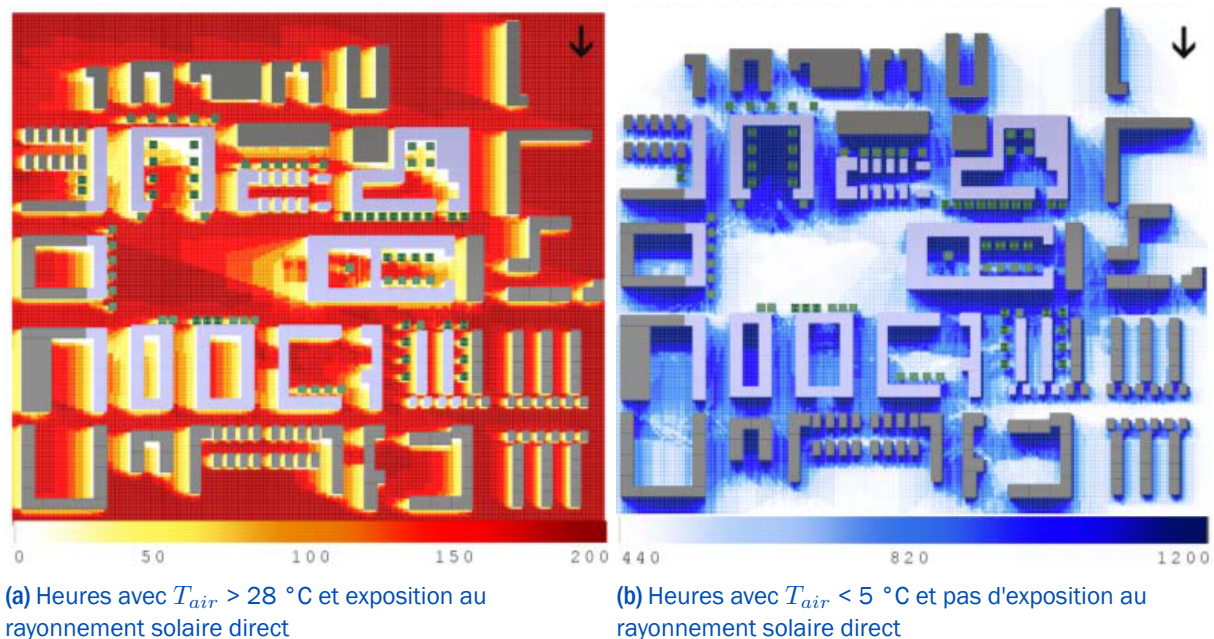 0 50 100 150 200
440 820 1200
(a) Heures avec T_air > 28 °C et exposition au
rayonnement solaire direct
(b) Heures avec T_air < 5 °C et pas d'exposition au
rayonnement solaire direct